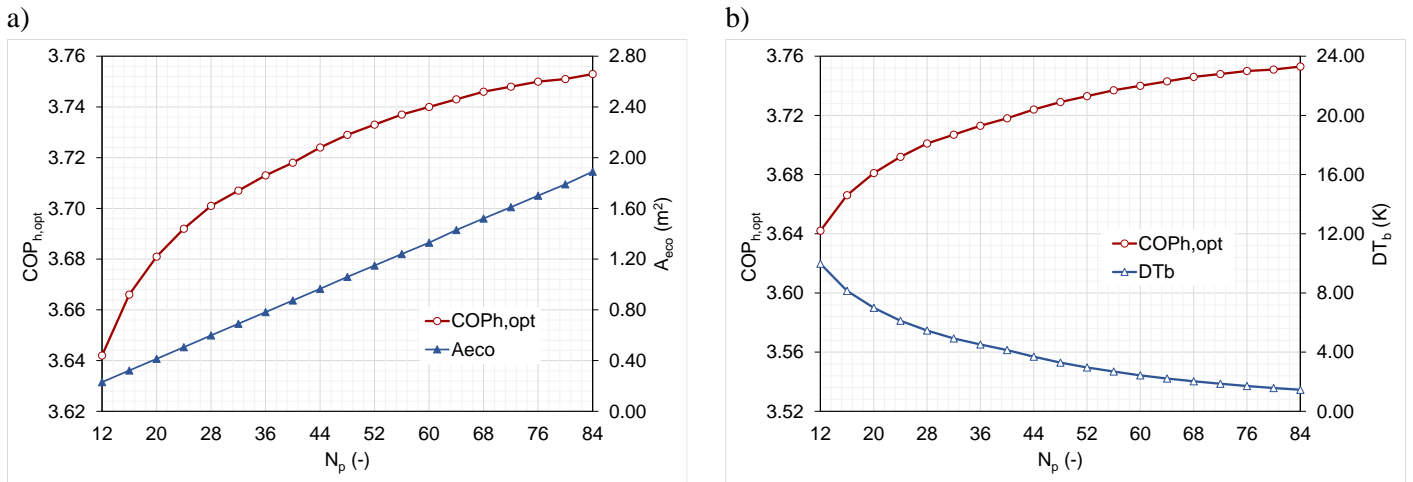 a)
3.76
3.74
3.72
3.70
3.68
3.66
3.64
3.62
COPh,opt
2.80
2.40
2.00
1.60
1.20
0.80
0.40
0.00
Aeco (m2)
COPh,opt
Aeco
12 20 28 36 44 52 60 68 76 84
Np (-)
b)
3.76
3.72
3.68
3.64
3.60
3.56
3.52
COPh,opt
24.00
20.00
16.00
12.00
8.00
4.00
0.00
DTb (K)
COPh,opt
DTb
12 20 28 36 44 52 60 68 76 84
Np (-)